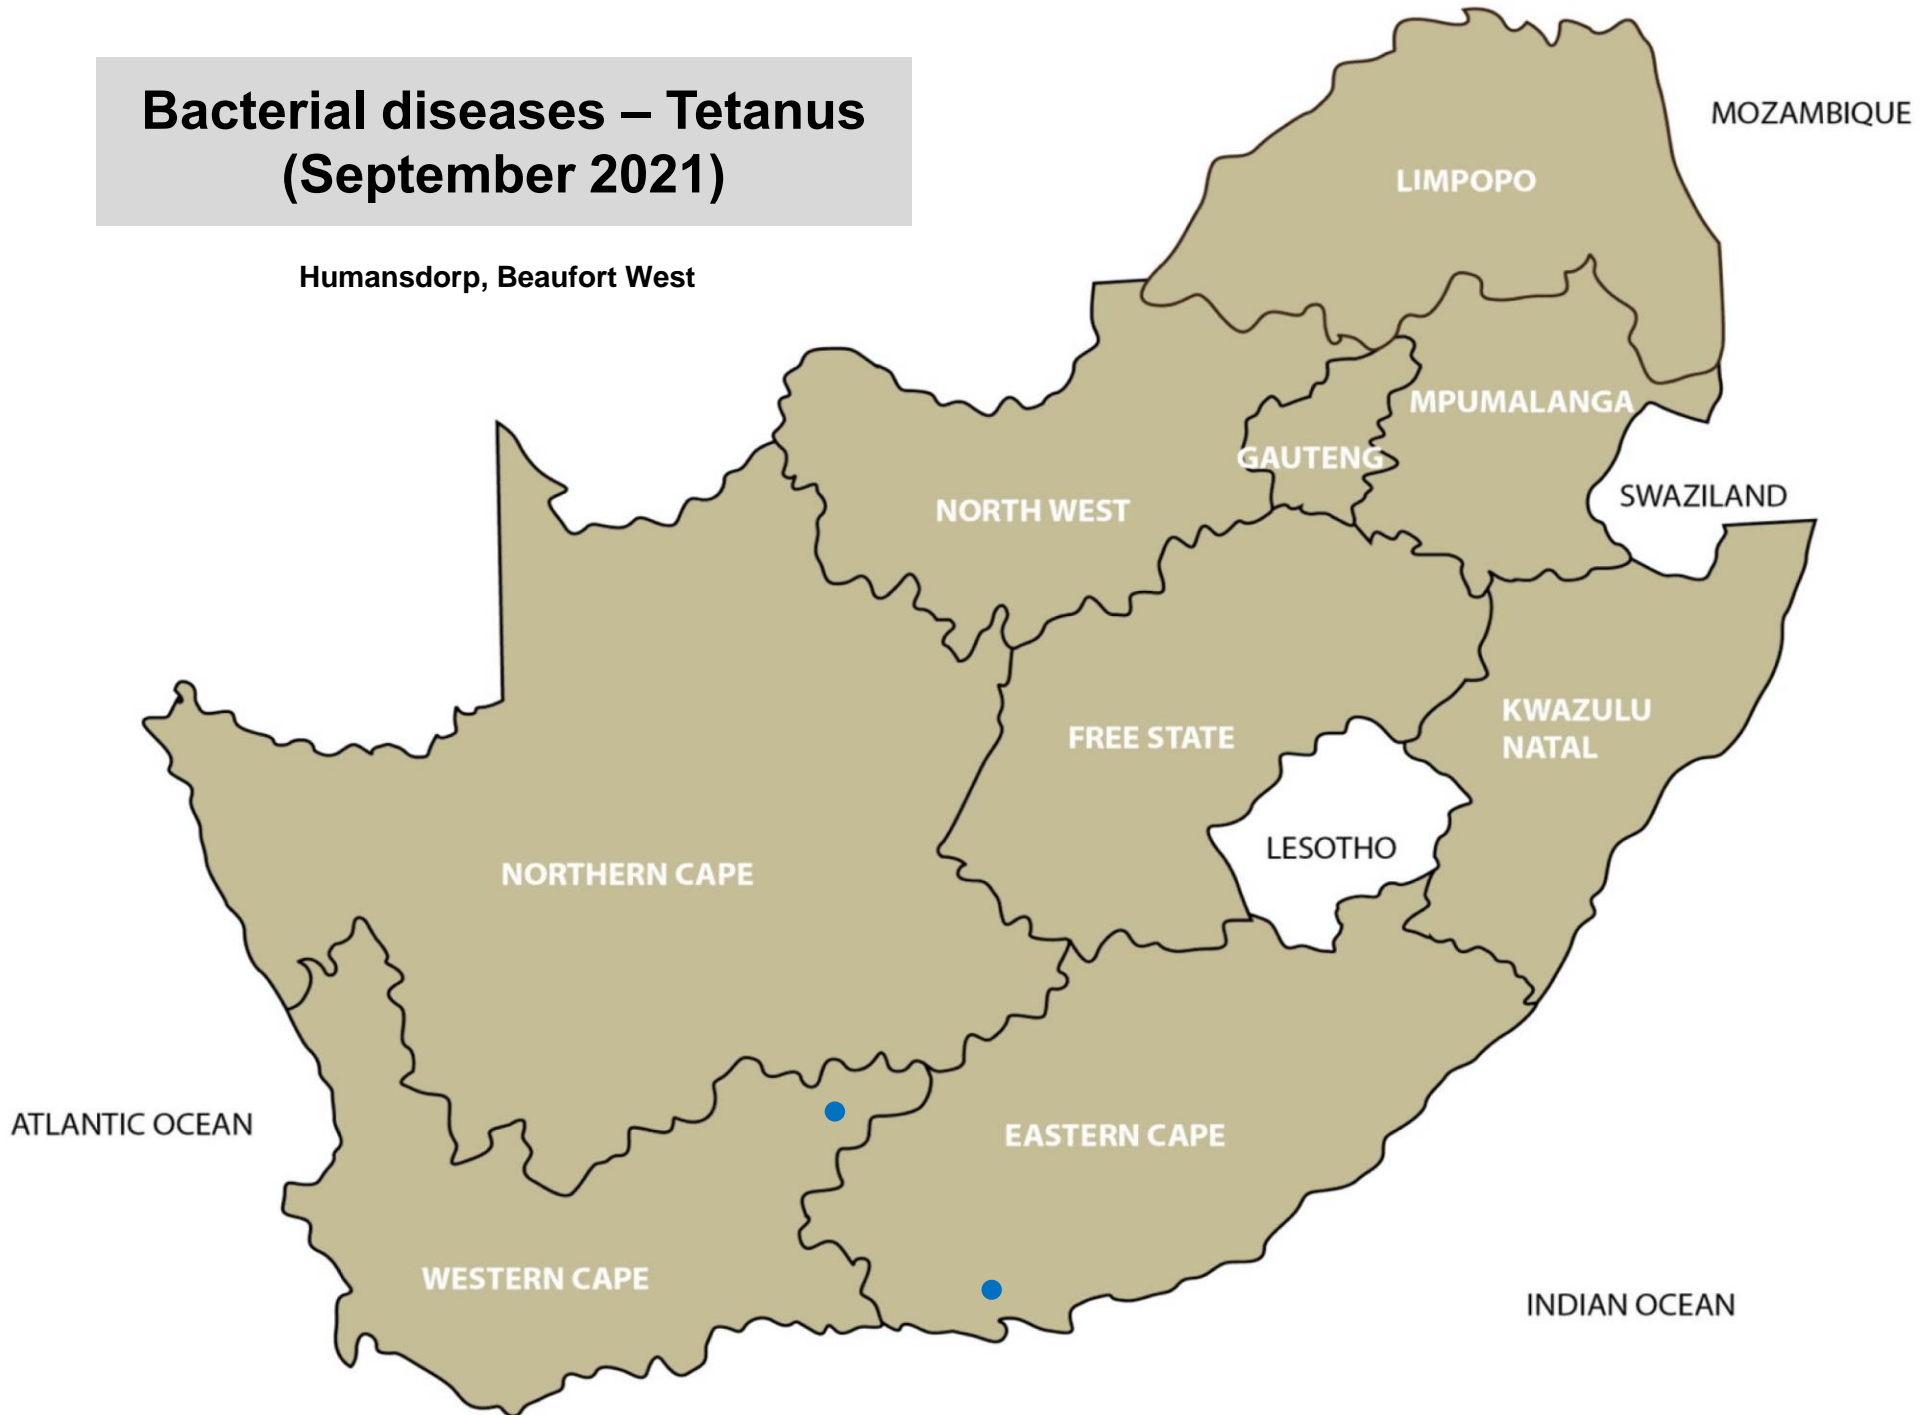 Bacterial diseases – Tetanus
(September 2021)
Humansdorp, Beaufort West
MOZAMBIQUE
LIMPOPO
MPUMALANGA
GAUTENG
SWAZILAND
NORTH WEST
KWAZULU
NATAL
FREE STATE
LESOTHO
NORTHERN CAPE
ATLANTIC OCEAN
EASTERN CAPE
WESTERN CAPE
INDIAN OCEAN